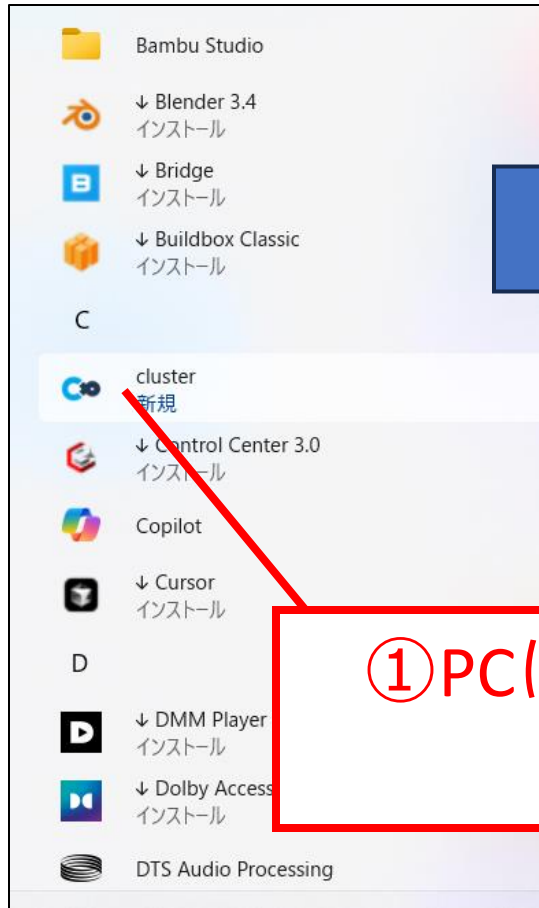 Bambu Studio
↓ Blender 3.4
インストール
↓ Bridge
インストール
↓ Buildbox Classic
インストール
C
cluster
新規
↓ Control Center 3.0
インストール
Copilot
↓ Cursor
インストール
D
①PC(
↓ DMM Player
インストール
↓ Dolby Access
インストール
DTS Audio Processing